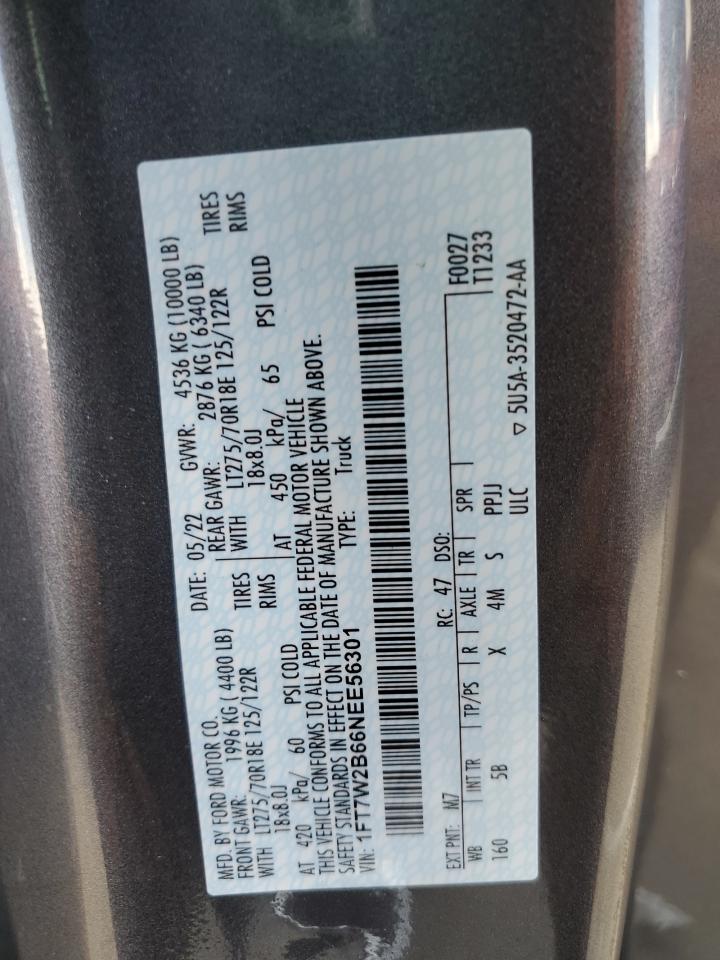 MFD. BY FORD MOTOR CO.
DATE: 05/22 GVWR: 4536 KG (10000 LB)
FRONT GAWR: 1996 KG ( 4400 LB) REAR GAWR: 2876 KG ( 6340 LB)
WITH LT275/70R18E 125/122R TIRES WITH LT275/70R18E 125/122R TIRES
18x8.0J RIMS 18x8.0J RIMS
AT 420 kPa/ 60 PSI COLD AT 450 kPa/ 65 PSI COLD
THIS VEHICLE CONFORMS TO ALL APPLICABLE FEDERAL MOTOR VEHICLE
SAFETY STANDARDS IN EFFECT ON THE DATE OF MANUFACTURE SHOWN ABOVE.
VIN: 1FT7W2B66NEE56301 TYPE: Truck
EXT PNT: M7 RC: 47 DSO: F0027
WB INT TR TP/PS R AXLE TR SPR T1233
160 5B X 4M S PPJJ
ULC ▽ 5U5A-3520472-AA